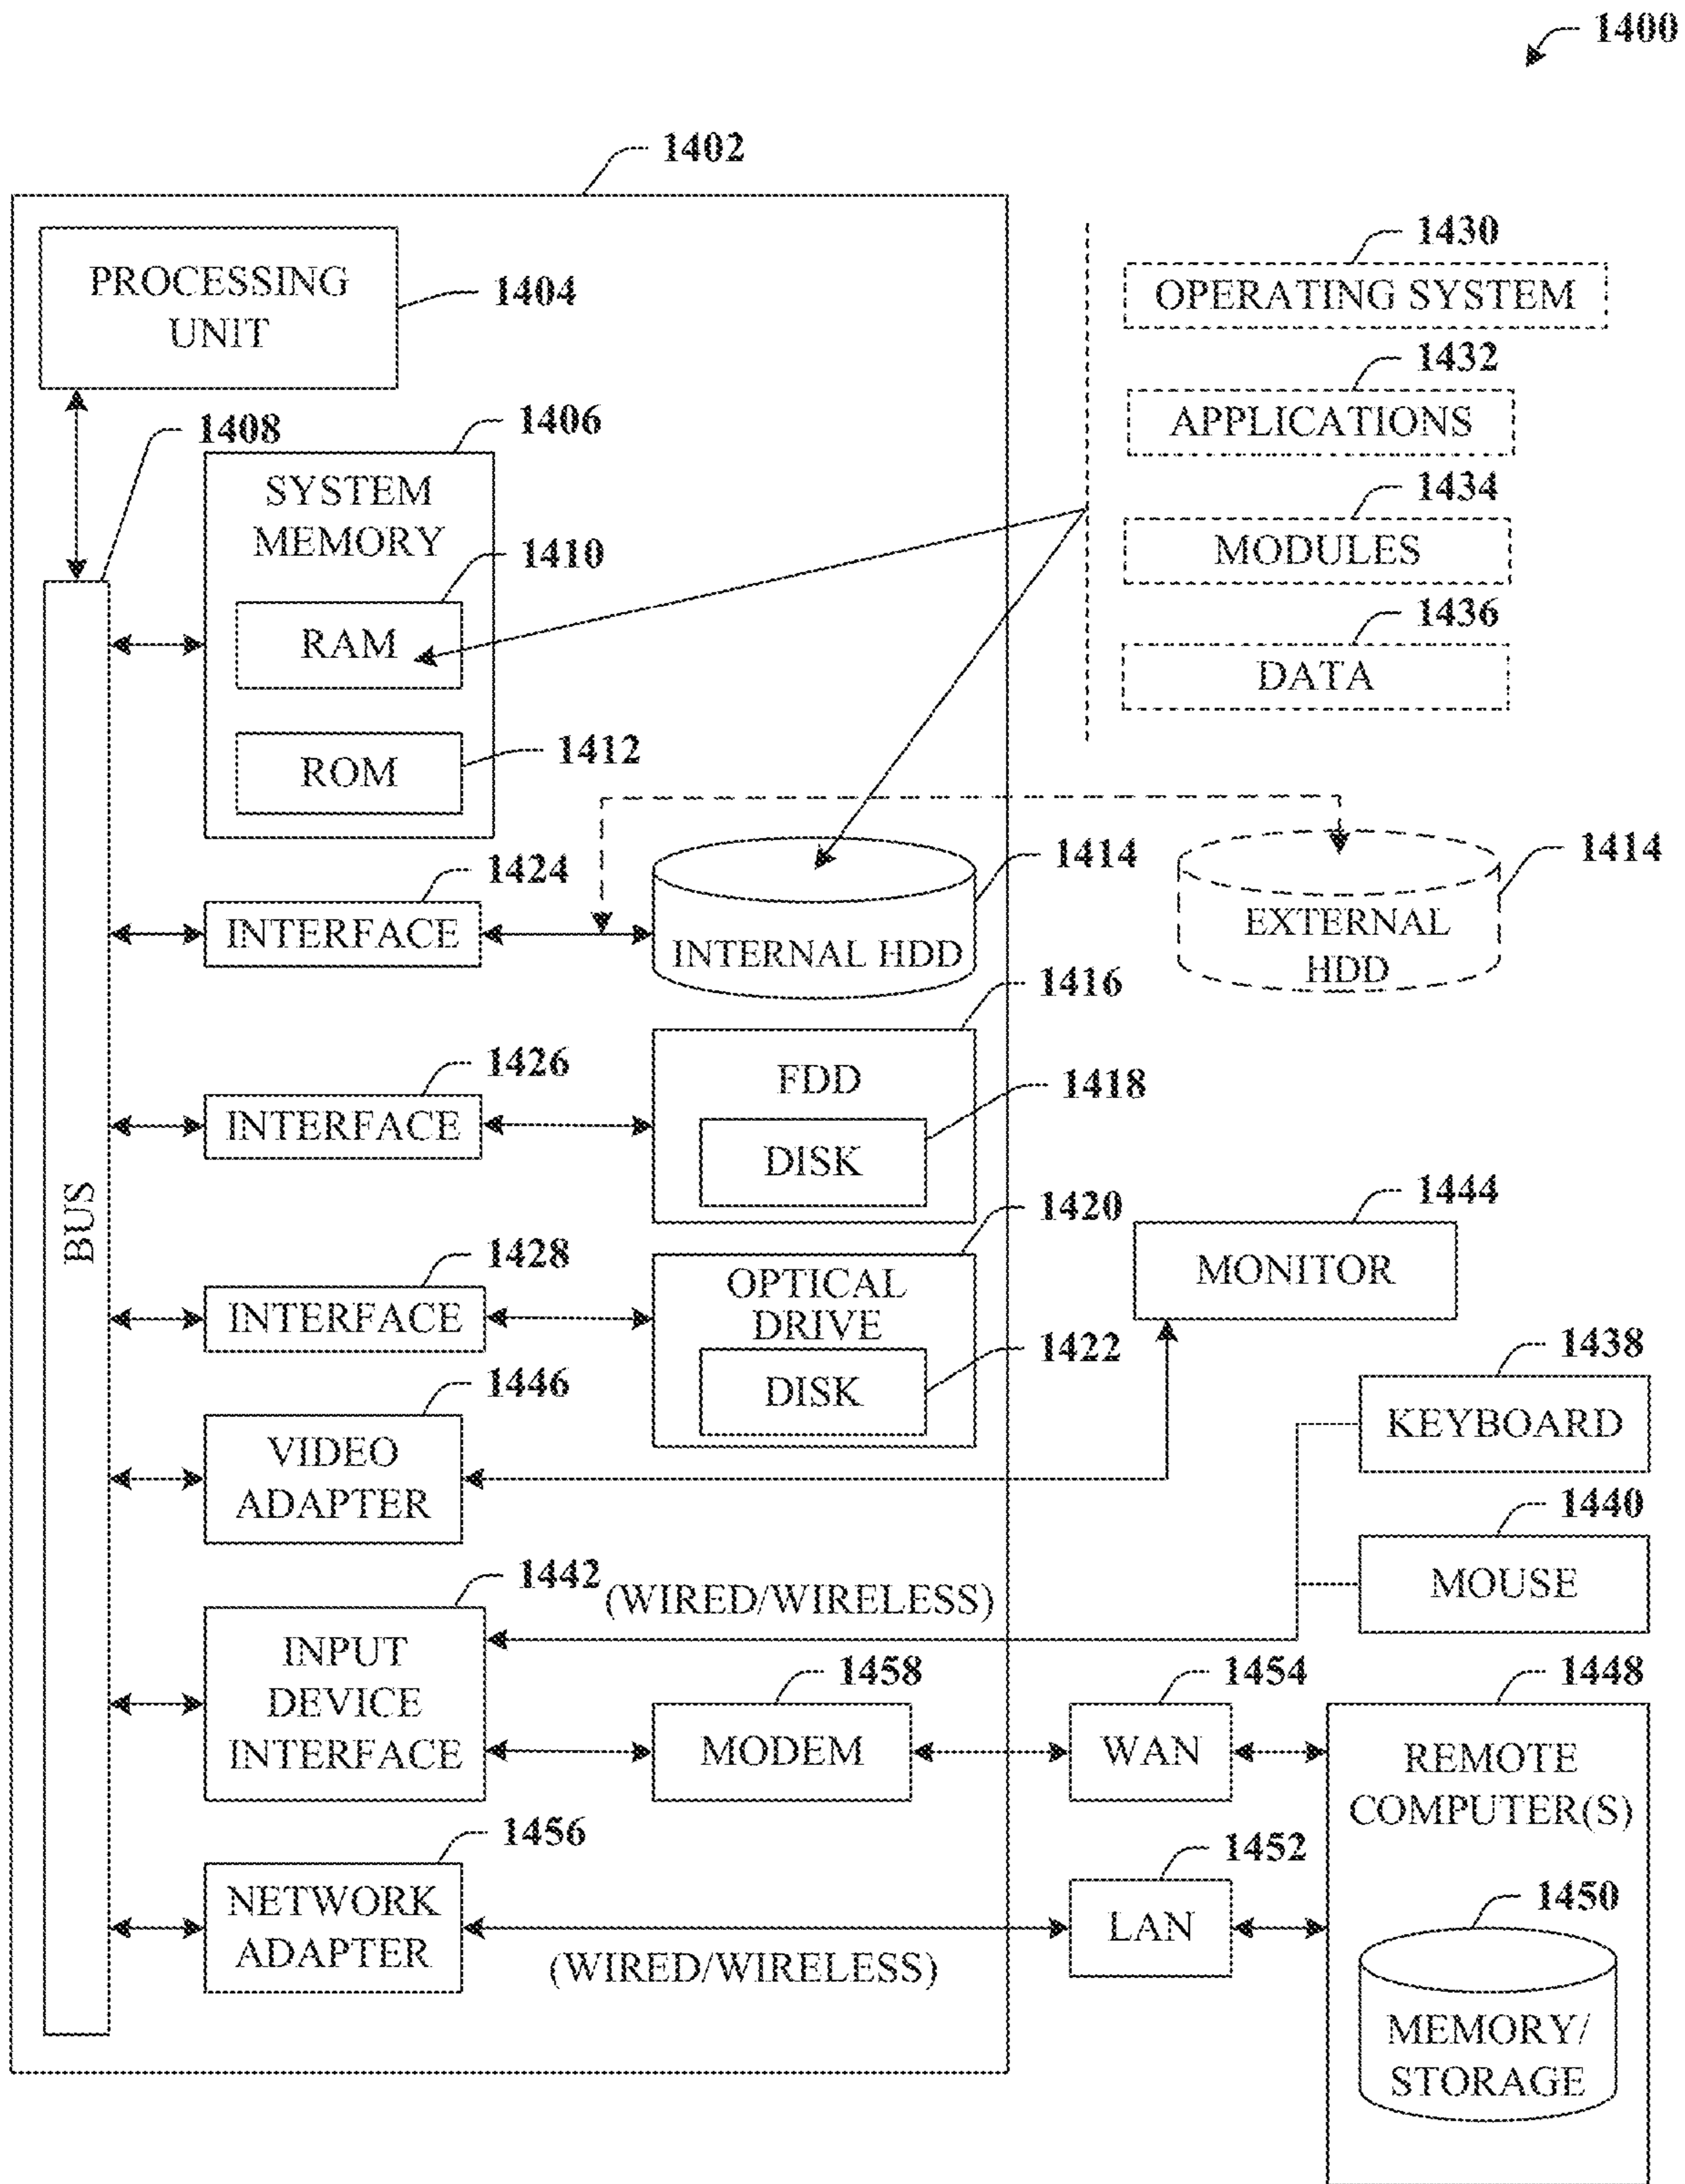 1400
1402
PROCESSING
UNIT
1404
1408
1406
SYSTEM
MEMORY
1410
RAM
1412
ROM
1430
OPERATING SYSTEM
1432
APPLICATIONS
1434
MODULES
1436
DATA
BUS
1424
INTERFACE
1414
INTERNAL HDD
1414
EXTERNAL
HDD
1426
INTERFACE
1416
FDD
1418
DISK
1428
INTERFACE
1420
OPTICAL
DRIVE
1422
DISK
1444
MONITOR
1446
VIDEO
ADAPTER
1438
KEYBOARD
1440
MOUSE
1442
(WIRED/WIRELESS)
INPUT
DEVICE
INTERFACE
1458
MODEM
1454
WAN
1448
REMOTE
COMPUTER(S)
1456
NETWORK
ADAPTER
(WIRED/WIRELESS)
1452
LAN
1450
MEMORY/
STORAGE